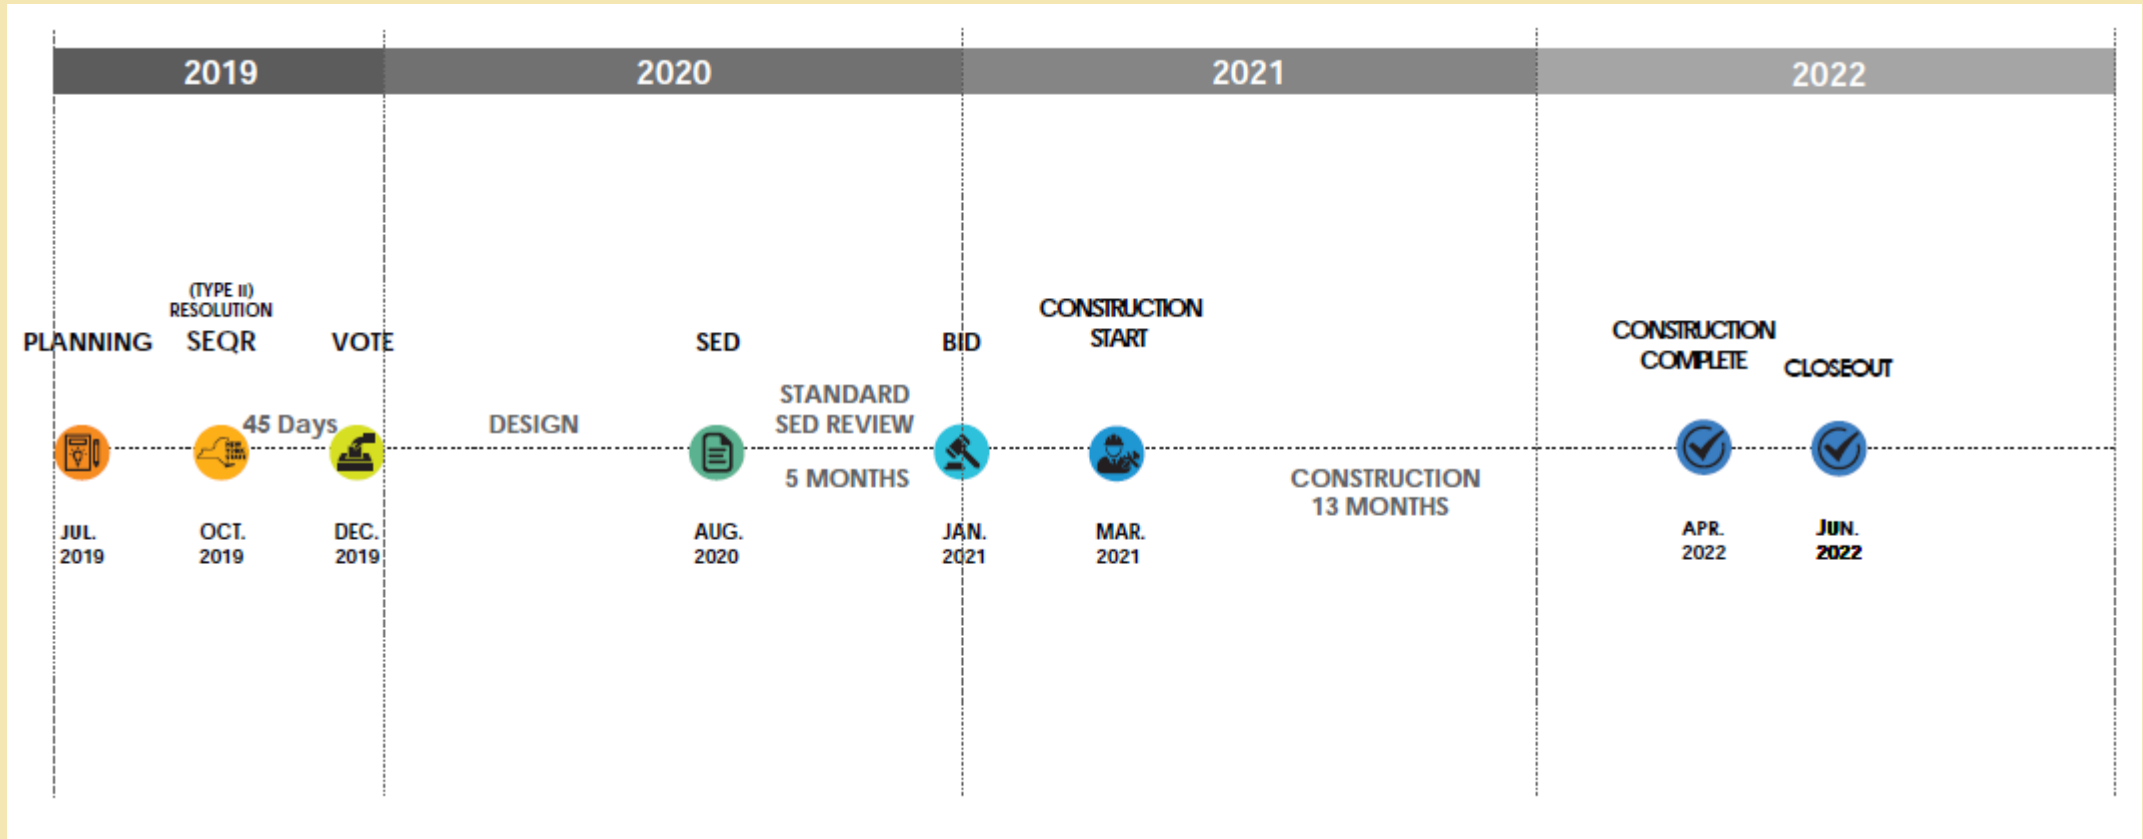 2019
2020
2021
2022
(TYPE II)
RESOLUTION
SEQR
PLANNING
VOTE
SED
BID
CONSTRUCTION
START
CONSTRUCTION
COMPLETE
CLOSEOUT
45 Days
DESIGN
STANDARD
SED REVIEW
5 MONTHS
CONSTRUCTION
13 MONTHS
JUL.
2019
OCT.
2019
DEC.
2019
AUG.
2020
JAN.
2021
MAR.
2021
APR.
2022
JUN.
2022